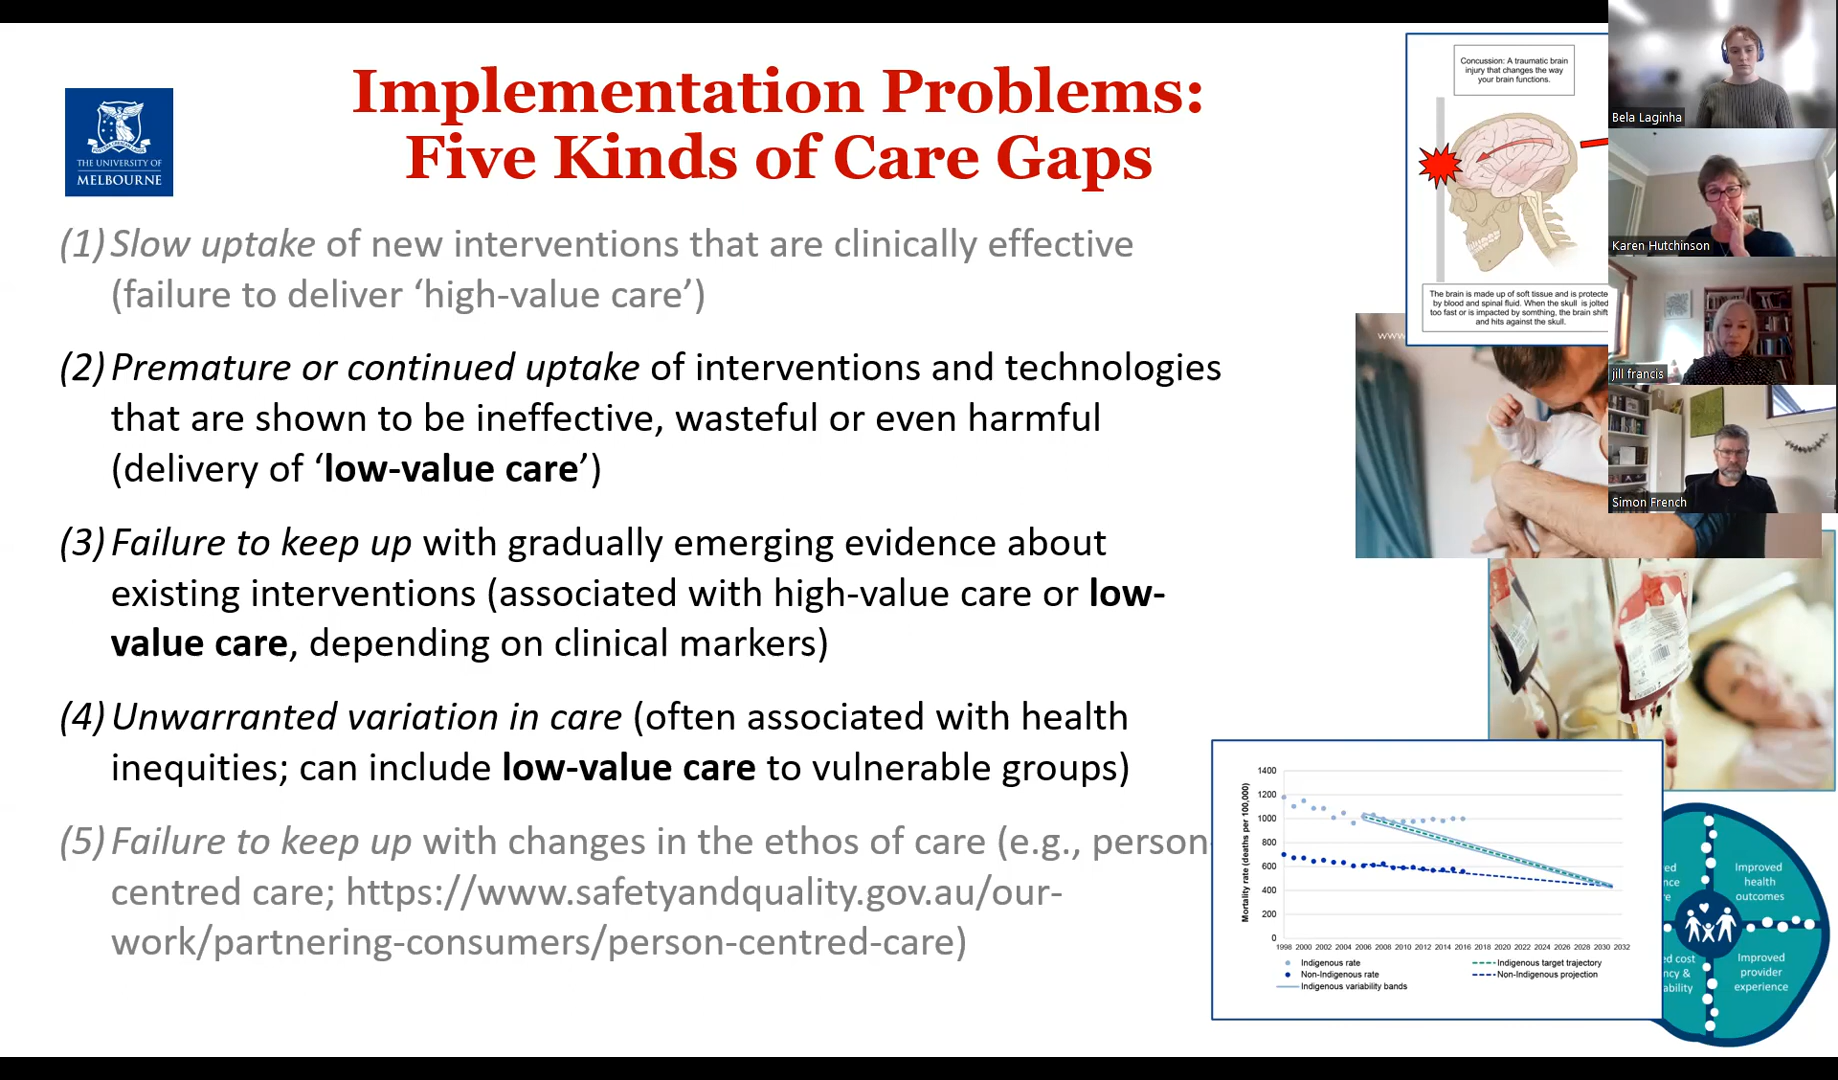 Implementation Problems:
Five Kinds of Care Gaps
THE UNIVERSITY OF
MELBOURNE
(1) Slow uptake of new interventions that are clinically effective
(failure to deliver ‘high-value care’)
(2) Premature or continued uptake of interventions and technologies
that are shown to be ineffective, wasteful or even harmful
(delivery of ‘low-value care’)
(3) Failure to keep up with gradually emerging evidence about
existing interventions (associated with high-value care or low-
value care, depending on clinical markers)
(4) Unwarranted variation in care (often associated with health
inequities; can include low-value care to vulnerable groups)
(5) Failure to keep up with changes in the ethos of care (e.g., person-
centred care; https://www.safetyandquality.gov.au/our-
work/partnering-consumers/person-centred-care)
Concussion: A traumatic brain
injury that changes the way
your brain functions.
The brain is made up of soft tissue and is protecte
by blood and spinal fluid. When the skull is jolted
too fast or is impacted by somthing, the brain shift
and hits against the skull.
www
Bela Laginha
Karen Hutchinson
jill francis
Simon French
Mortality rate (deaths per 100,000)
1400
1200
1000
800
600
400
200
0
1998 2000 2002 2004 2006 2008 2010 2012 2014 2016 2018 2020 2022 2024 2026 2028 2030 2032
Indigenous rate
Indigenous target trajectory
Non-Indigenous rate
Non-Indigenous projection
Indigenous variability bands
Improved
health
outcomes
Improved
provider
experience
ed
nce
re
ed cost
ncy &
ability